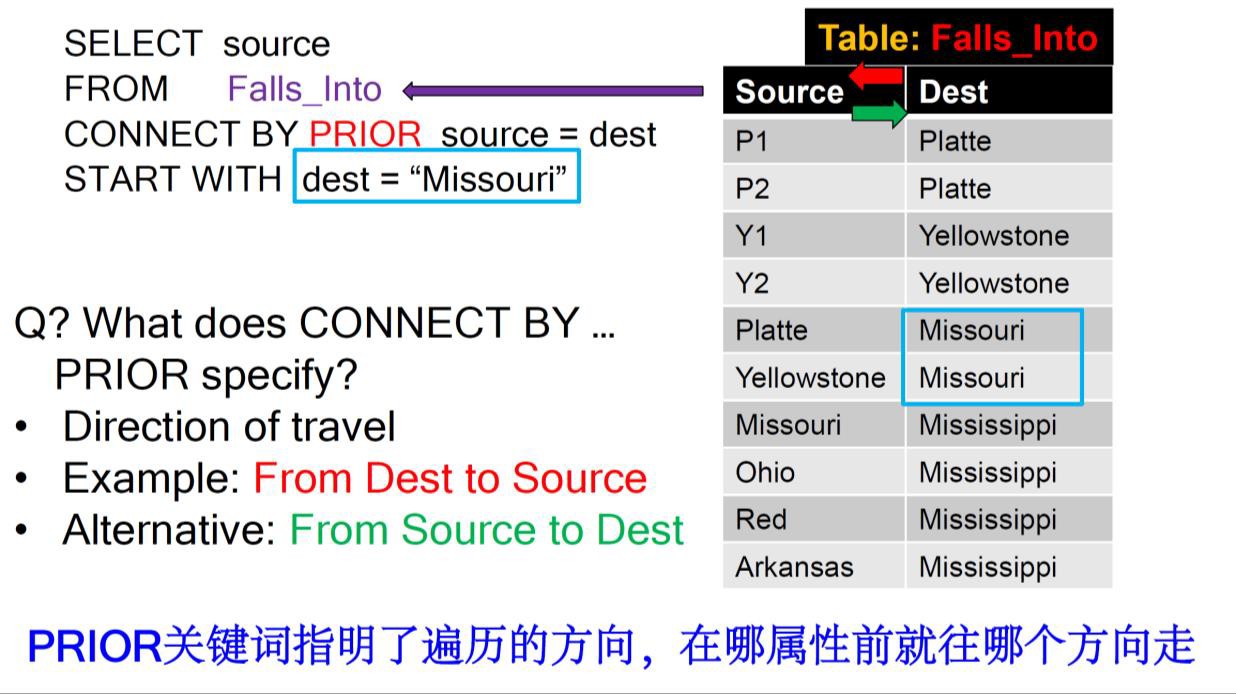 SELECT source
FROM Falls_Into
CONNECT BY PRIOR source = dest
START WITH dest = “Missouri”
Q? What does CONNECT BY ...
PRIOR specify?
• Direction of travel
• Example: From Dest to Source
• Alternative: From Source to Dest
Table: Falls_Into
Source Dest
P1 Platte
P2 Platte
Y1 Yellowstone
Y2 Yellowstone
Platte Missouri
Yellowstone Missouri
Missouri Mississippi
Ohio Mississippi
Red Mississippi
Arkansas Mississippi
PRIOR关键词指明了遍历的方向，在哪属性前就往哪个方向走